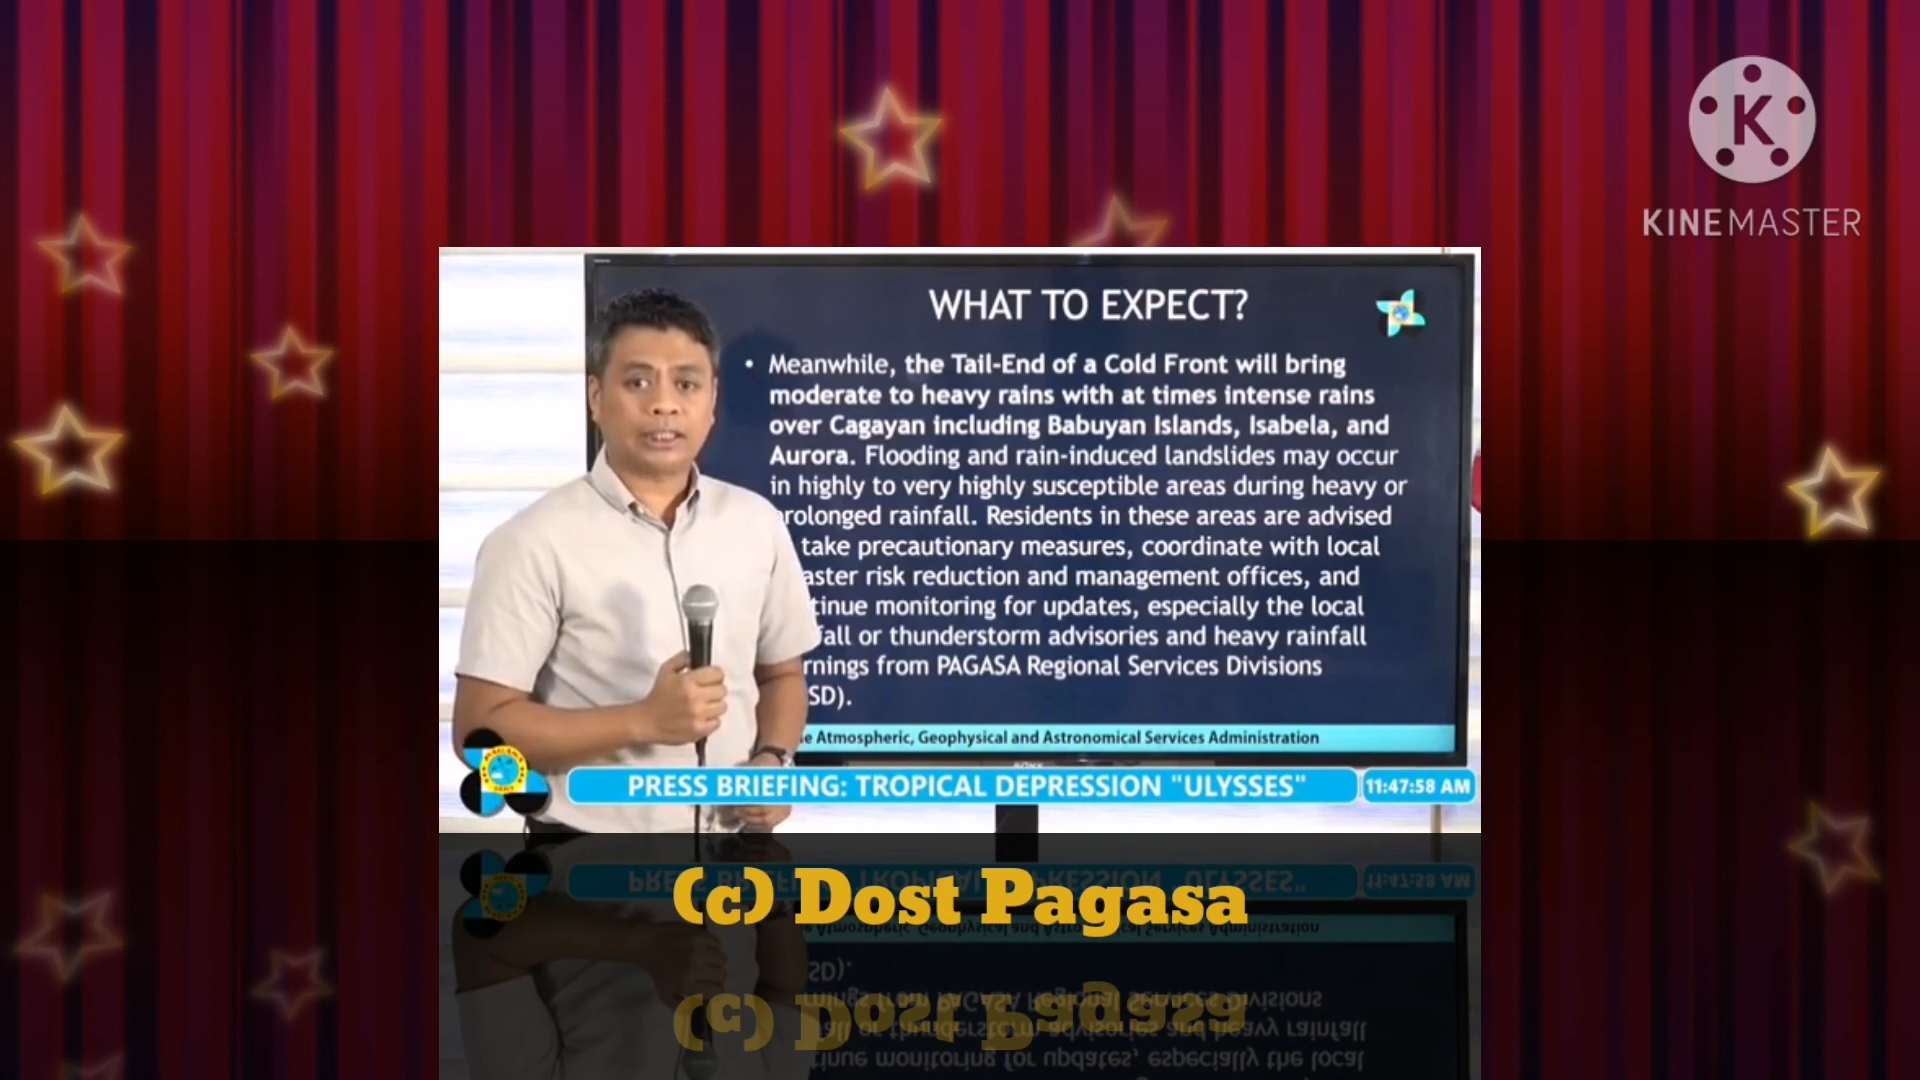 K
KINEMASTER
WHAT TO EXPECT?
• Meanwhile, the Tail-End of a Cold Front will bring
moderate to heavy rains with at times intense rains
over Cagayan including Babuyan Islands, Isabela, and
Aurora. Flooding and rain-induced landslides may occur
in highly to very highly susceptible areas during heavy or
rolonged rainfall. Residents in these areas are advised
take precautionary measures, coordinate with local
aster risk reduction and management offices, and
tinue monitoring for updates, especially the local
fall or thunderstorm advisories and heavy rainfall
rnings from PAGASA Regional Services Divisions
SD).
e Atmospheric, Geophysical and Astronomical Services Administration
SONY
PRESS BRIEFING: TROPICAL DEPRESSION "ULYSSES"
11:47:58 AM
(c) Dost Pagasa